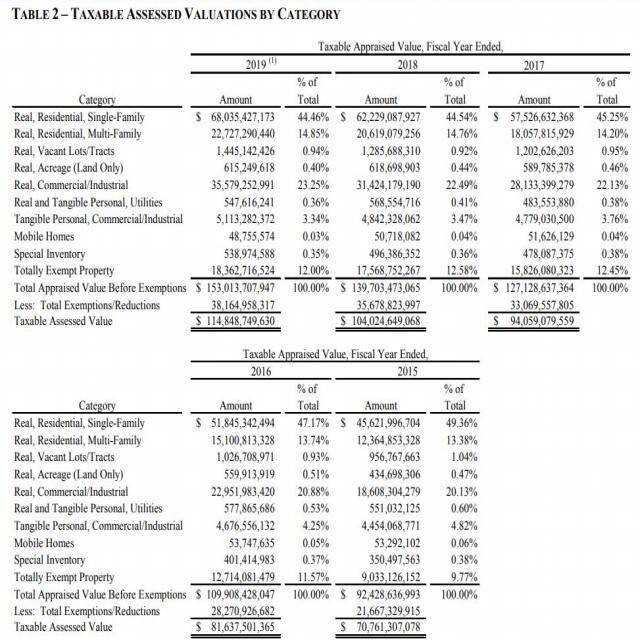 TABLE 2 – TAXABLE ASSESSED VALUATIONS BY CATEGORY
Taxable Appraised Value, Fiscal Year Ended,
2019 (1) 2018 2017
% of % of % of
Category Amount Total Amount Total Amount Total
Real, Residential, Single-Family $ 68,035,427,173 44.46% $ 62,229,087,927 44.54% $ 57,526,632,368 45.25%
Real, Residential, Multi-Family 22,727,290,440 14.85% 20,619,079,256 14.76% 18,057,815,929 14.20%
Real, Vacant Lots/Tracts 1,445,142,426 0.94% 1,285,688,310 0.92% 1,202,626,203 0.95%
Real, Acreage (Land Only) 615,249,618 0.40% 618,698,903 0.44% 589,785,378 0.46%
Real, Commercial/Industrial 35,579,252,991 23.25% 31,424,179,190 22.49% 28,133,399,279 22.13%
Real and Tangible Personal, Utilities 547,616,241 0.36% 568,554,716 0.41% 483,553,880 0.38%
Tangible Personal, Commercial/Industrial 5,113,282,372 3.34% 4,842,328,062 3.47% 4,779,030,500 3.76%
Mobile Homes 48,755,574 0.03% 50,718,082 0.04% 51,626,129 0.04%
Special Inventory 538,974,588 0.35% 496,386,352 0.36% 478,087,375 0.38%
Totally Exempt Property 18,362,716,524 12.00% 17,568,752,267 12.58% 15,826,080,323 12.45%
Total Appraised Value Before Exemptions $ 153,013,707,947 100.00% $ 139,703,473,065 100.00% $ 127,128,637,364 100.00%
Less: Total Exemptions/Reductions 38,164,958,317 35,678,823,997 33,069,557,805
Taxable Assessed Value $ 114,848,749,630 $ 104,024,649,068 $ 94,059,079,559
Taxable Appraised Value, Fiscal Year Ended,
2016 2015
% of % of
Category Amount Total Amount Total
Real, Residential, Single-Family $ 51,845,342,494 47.17% $ 45,621,996,704 49.36%
Real, Residential, Multi-Family 15,100,813,328 13.74% 12,364,853,328 13.38%
Real, Vacant Lots/Tracts 1,026,708,971 0.93% 956,767,663 1.04%
Real, Acreage (Land Only) 559,913,919 0.51% 434,698,306 0.47%
Real, Commercial/Industrial 22,951,983,420 20.88% 18,608,304,279 20.13%
Real and Tangible Personal, Utilities 577,865,686 0.53% 551,032,125 0.60%
Tangible Personal, Commercial/Industrial 4,676,556,132 4.25% 4,454,068,771 4.82%
Mobile Homes 53,747,635 0.05% 53,292,102 0.06%
Special Inventory 401,414,983 0.37% 350,497,563 0.38%
Totally Exempt Property 12,714,081,479 11.57% 9,033,126,152 9.77%
Total Appraised Value Before Exemptions $ 109,908,428,047 100.00% $ 92,428,636,993 100.00%
Less: Total Exemptions/Reductions 28,270,926,682 21,667,329,915
Taxable Assessed Value $ 81,637,501,365 $ 70,761,307,078